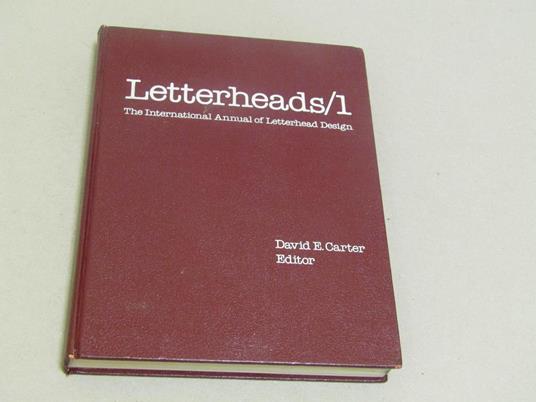 Letterheads/1
The International Annual of Letterhead Design
David E. Carter
Editor